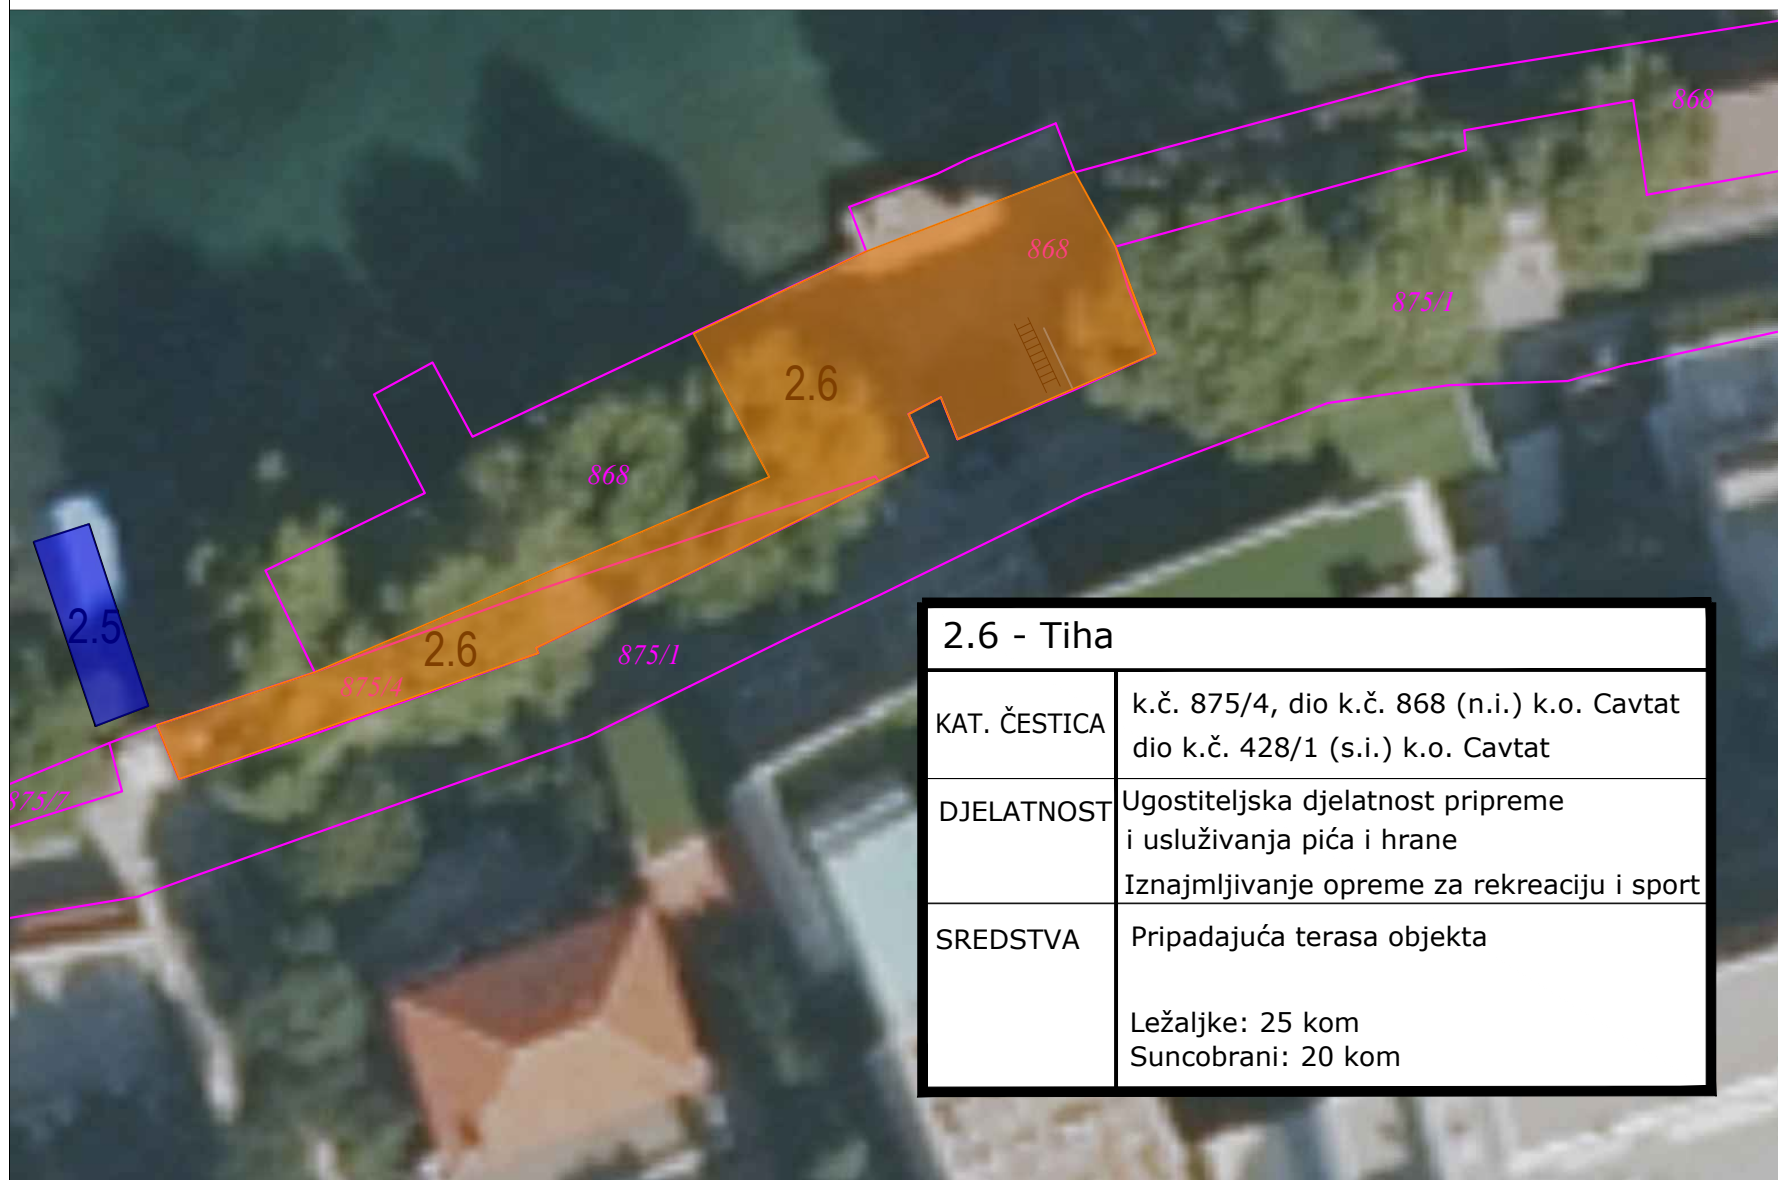 868
868
875/1
2.6
868
2.5
2.6
875/1
875/4
875/7
2.6 - Tiha
KAT. ČESTICA
k.č. 875/4, dio k.č. 868 (n.i.) k.o. Cavtat
dio k.č. 428/1 (s.i.) k.o. Cavtat
DJELATNOST
Ugostiteljska djelatnost pripreme
i usluživanja pića i hrane
Iznajmljivanje opreme za rekreaciju i sport
SREDSTVA
Pripadajuća terasa objekta
Ležaljke: 25 kom
Suncobrani: 20 kom